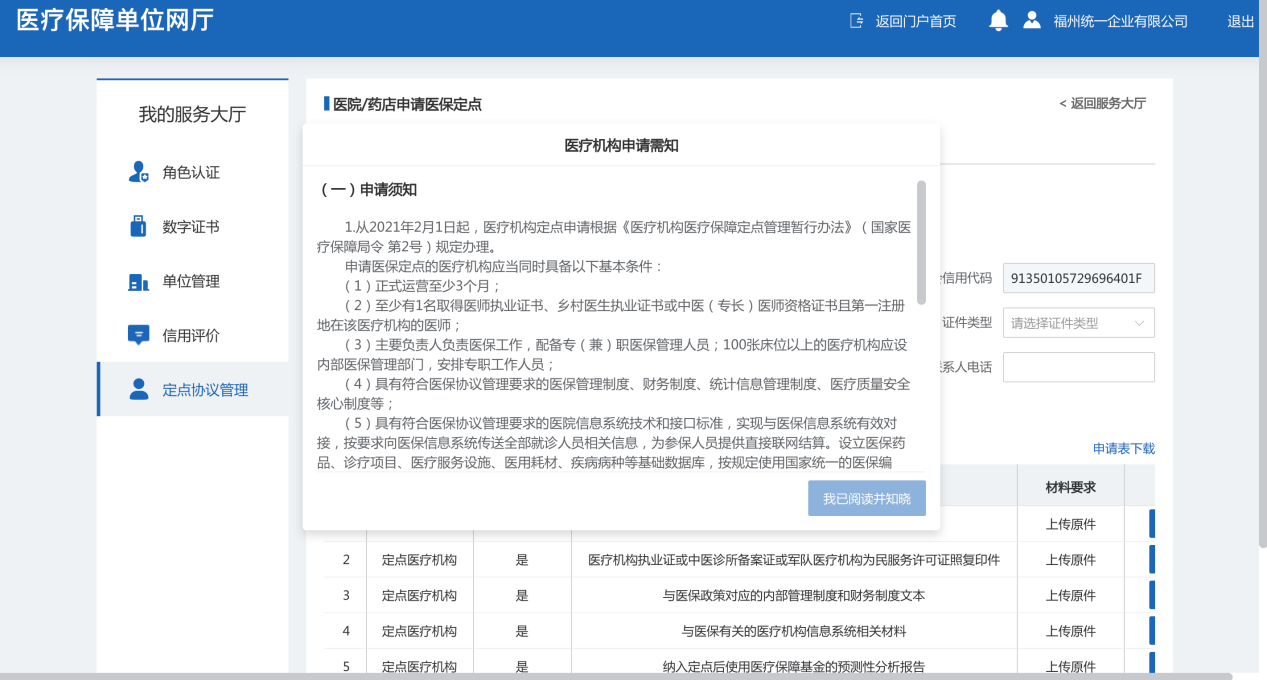 医疗保障单位网厅
返回门户首页
福州统一企业有限公司
退出
我的服务大厅
角色认证
数字证书
单位管理
信用评价
定点协议管理
医院/药店申请医保定点
< 返回服务大厅
医疗机构申请需知
（一）申请须知
1.从2021年2月1日起，医疗机构定点申请根据《医疗机构医疗保障定点管理暂行办法》（国家医
疗保障局令 第2号）规定办理。
申请医保定点的医疗机构应当同时具备以下基本条件：
（1）正式运营至少3个月；
（2）至少有1名取得医师执业证书、乡村医生执业证书或中医（专长）医师资格证书且第一注册
地在该医疗机构的医师；
（3）主要负责人负责医保工作，配备专（兼）职医保管理人员；100张床位以上的医疗机构应设
内部医保管理部门，安排专职工作人员；
（4）具有符合医保协议管理要求的医保管理制度、财务制度、统计信息管理制度、医疗质量安全
核心制度等；
（5）具有符合医保协议管理要求的医院信息系统技术和接口标准，实现与医保信息系统有效对
接，按要求向医保信息系统传送全部就诊人员相关信息，为参保人员提供直接联网结算。设立医保药
品、诊疗项目、医疗服务设施、医用耗材、疾病病种等基础数据库，按规定使用国家统一的医保编
我已阅读并知晓
信用代码
91350105729696401F
证件类型
请选择证件类型
系人电话
申请表下载
材料要求
上传原件
2 定点医疗机构 是 医疗机构执业证或中医诊所备案证或军队医疗机构为民服务许可证照复印件 上传原件
3 定点医疗机构 是 与医保政策对应的内部管理制度和财务制度文本 上传原件
4 定点医疗机构 是 与医保有关的医疗机构信息系统相关材料 上传原件
5 定点医疗机构 是 纳入定点后使用医疗保障基金的预测性分析报告 上传原件